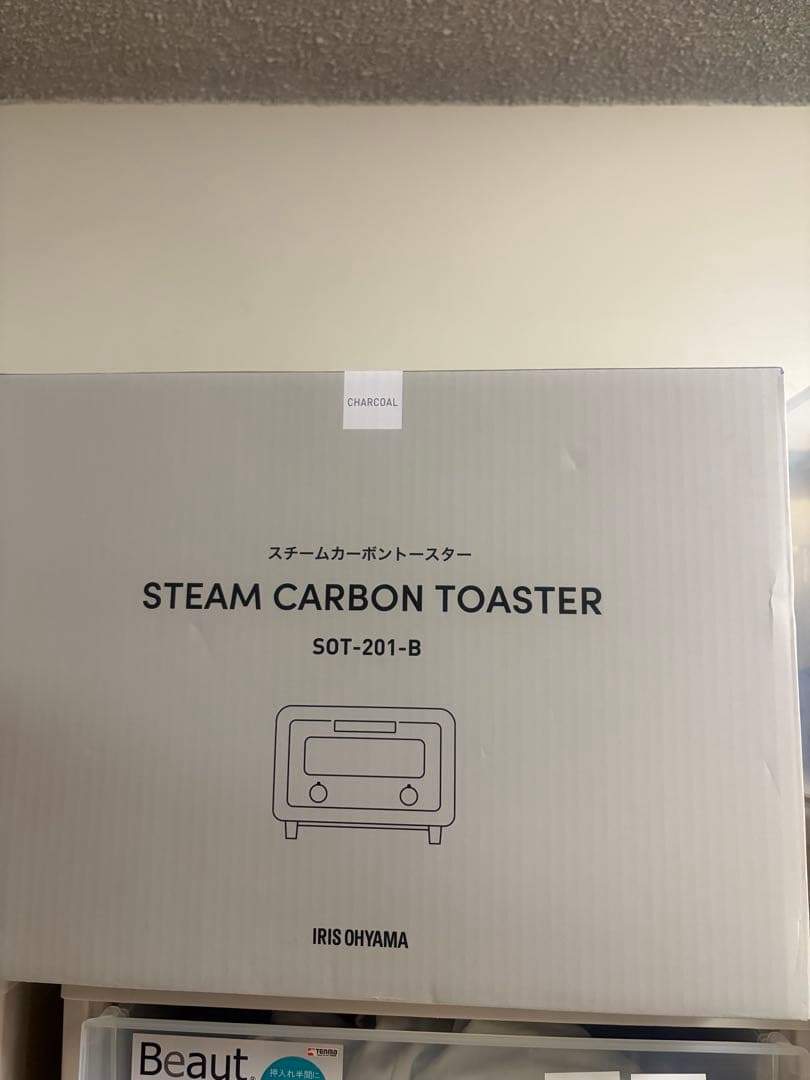 CHARCOAL
スチームカーボントースター
STEAM CARBON TOASTER
SOT-201-B
IRIS OHYAMA
Beaut.
TENMA
押入れ半間に